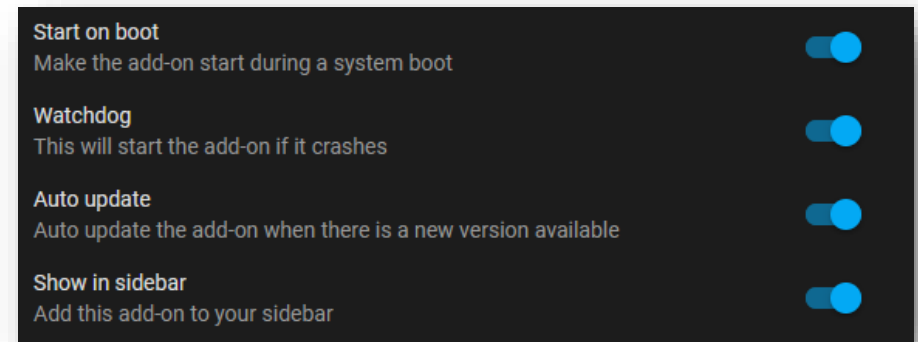 Start on boot
Make the add-on start during a system boot
Watchdog
This will start the add-on if it crashes
Auto update
Auto update the add-on when there is a new version available
Show in sidebar
Add this add-on to your sidebar